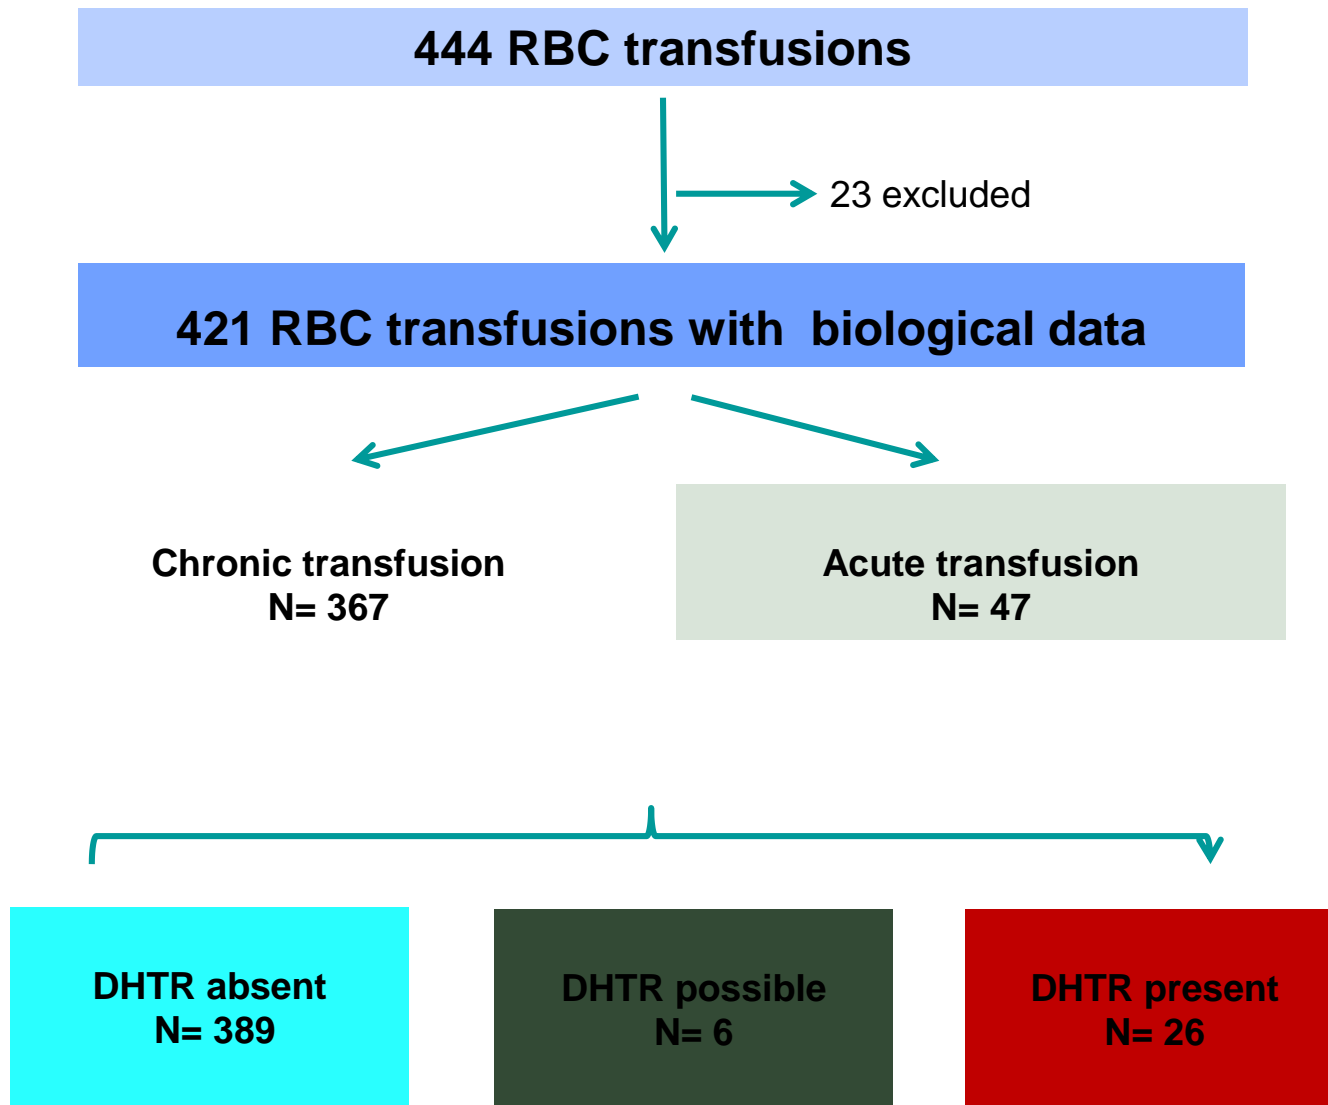 444 RBC transfusions
23 excluded
421 RBC transfusions with  biological data
Chronic transfusion
N= 367
Acute transfusion
N= 47
DHTR absent
N= 389
DHTR possible
N= 6
DHTR present
N= 26